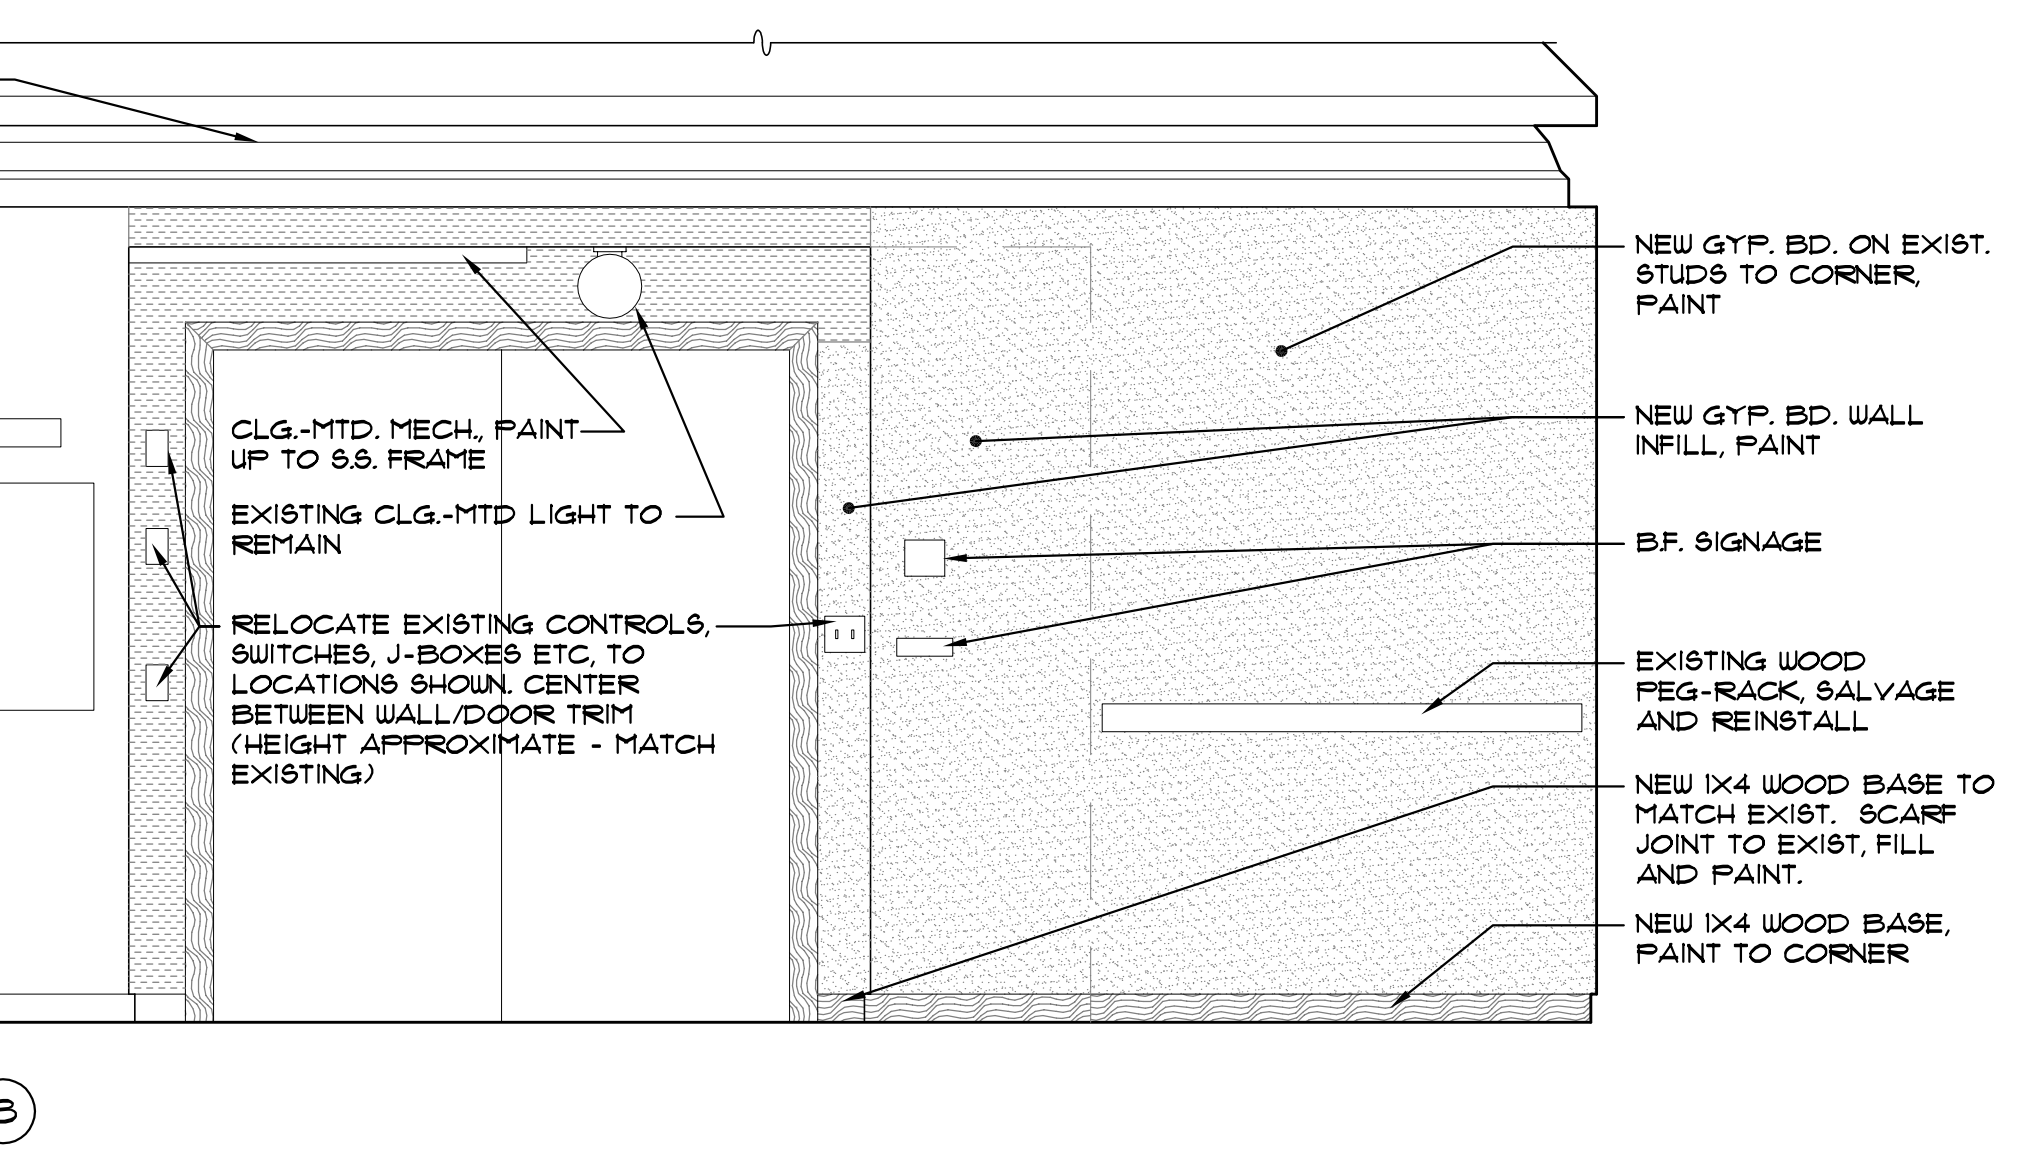 NEW GYP. BD. ON EXIST.
STUDS TO CORNER,
PAINT
NEW GYP. BD. WALL
INFILL, PAINT
CLG.-MTD. MECH., PAINT
UP TO S.S. FRAME
EXISTING CLG.-MTD LIGHT TO
REMAIN
B.F. SIGNAGE
RELOCATE EXISTING CONTROLS,
SWITCHES, J-BOXES ETC, TO
LOCATIONS SHOWN. CENTER
BETWEEN WALL/DOOR TRIM
(HEIGHT APPROXIMATE - MATCH
EXISTING)
EXISTING WOOD
PEG-RACK, SALVAGE
AND REINSTALL
NEW 1X4 WOOD BASE TO
MATCH EXIST. SCARF
JOINT TO EXIST, FILL
AND PAINT.
NEW 1X4 WOOD BASE,
PAINT TO CORNER